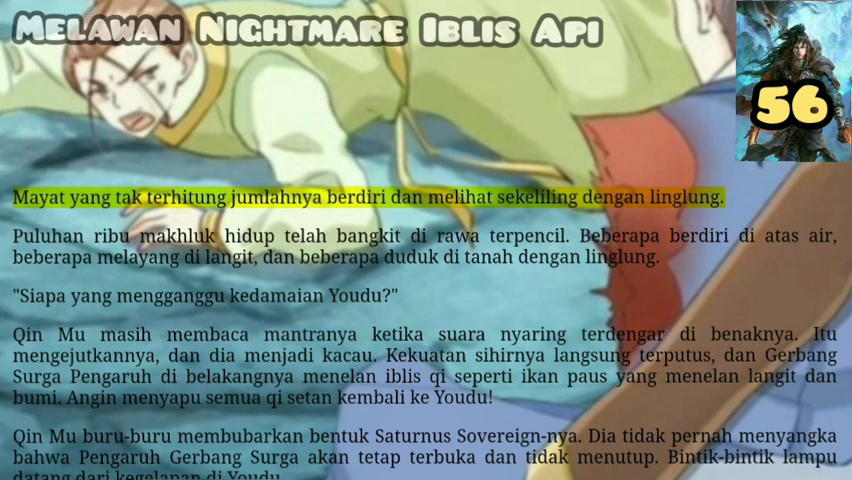 Melawan Nightmare Iblis Api
56
Mayat yang tak terhitung jumlahnya berdiri dan melihat sekeliling dengan linglung.
Puluhan ribu makhluk hidup telah bangkit di rawa terpencil. Beberapa berdiri di atas air,
beberapa melayang di langit, dan beberapa duduk di tanah dengan linglung.
"Siapa yang mengganggu kedamaian Youdu?"
Qin Mu masih membaca mantranya ketika suara nyaring terdengar di benaknya. Itu
mengejutkannya, dan dia menjadi kacau. Kekuatan sihirnya langsung terputus, dan Gerbang
Surga Pengaruh di belakangnya menelan iblis qi seperti ikan paus yang menelan langit dan
bumi. Angin menyapu semua qi setan kembali ke Youdu!
Qin Mu buru-buru membubarkan bentuk Saturnus Sovereign-nya. Dia tidak pernah menyangka
bahwa Pengaruh Gerbang Surga akan tetap terbuka dan tidak menutup. Bintik-bintik lampu
datang dari kegelapan di Youdu.